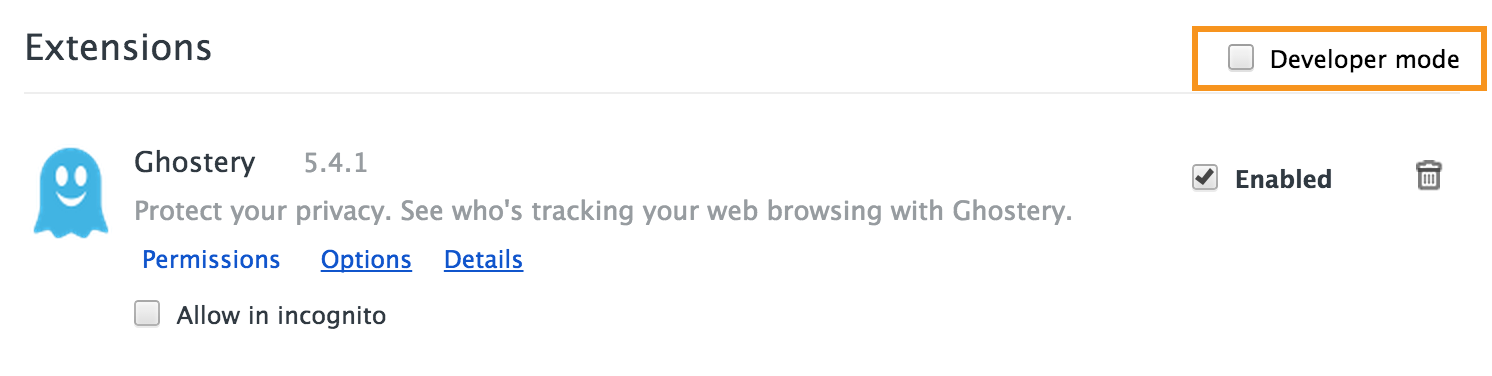 Extensions
Developer mode
Ghostery 5.4.1
Enabled
Protect your privacy. See who's tracking your web browsing with Ghostery.
Permissions Options Details
Allow in incognito